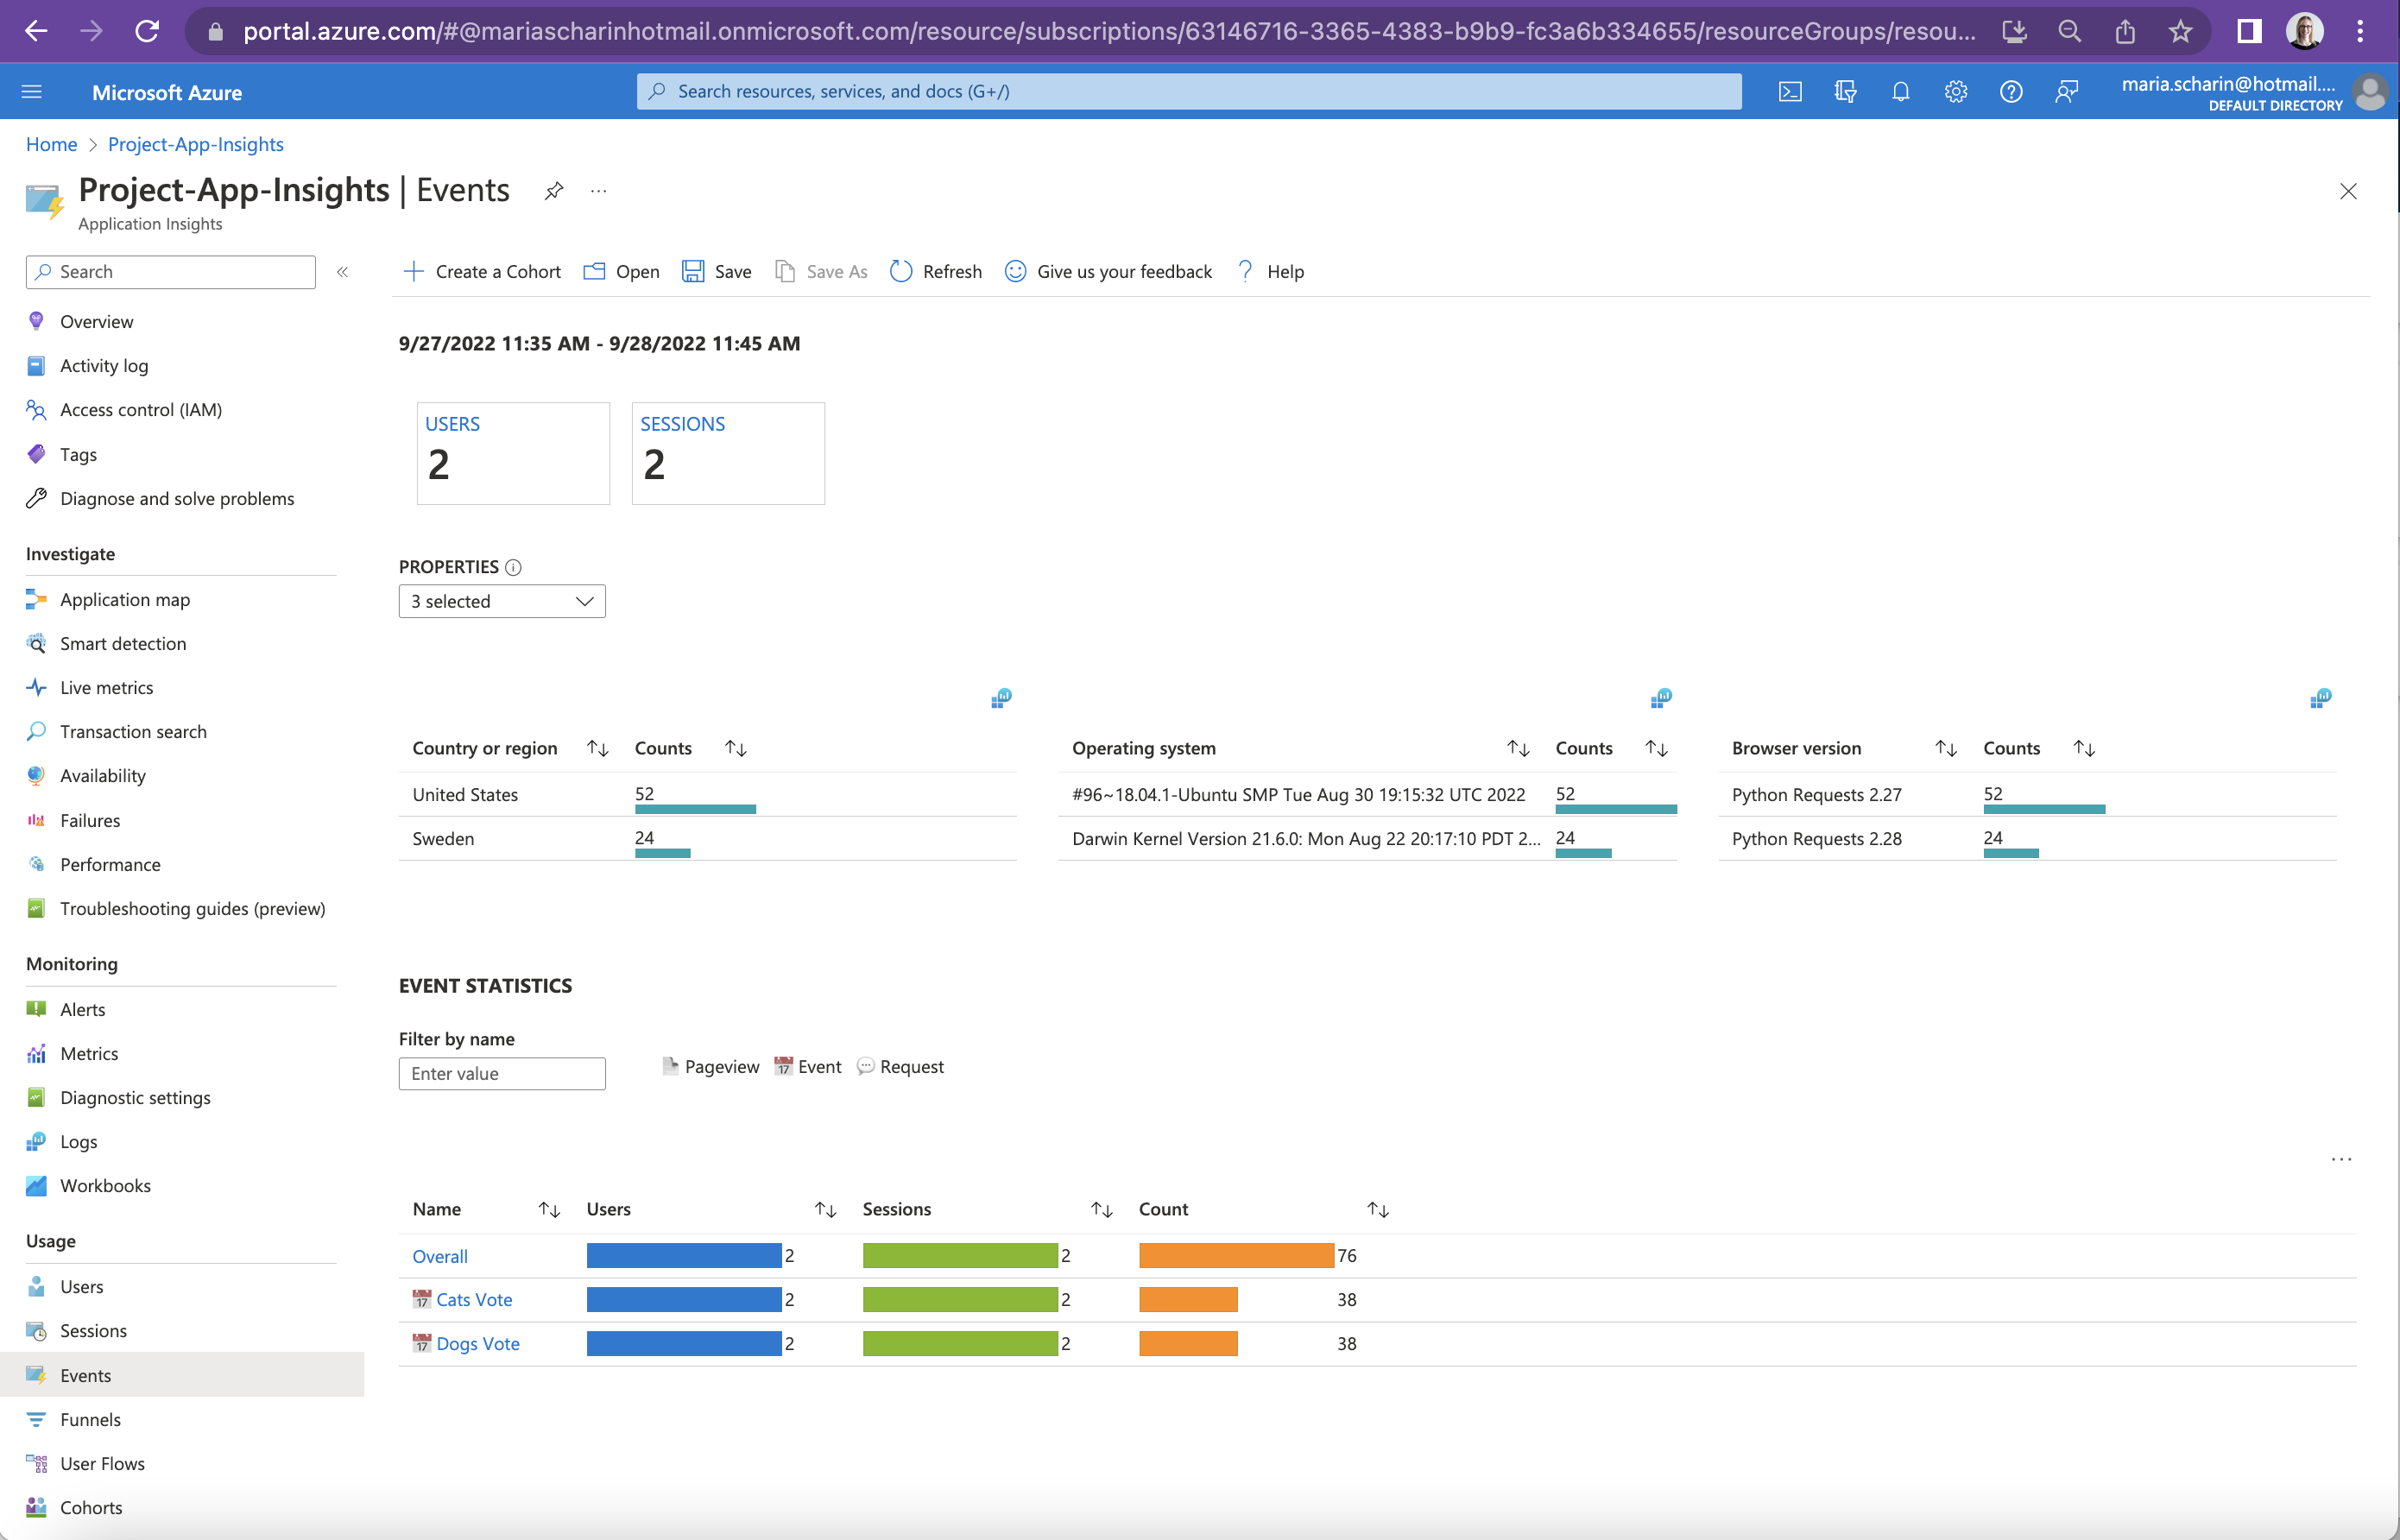 portal.azure.com/#@mariascharinhotmail.onmicrosoft.com/resource/subscriptions/63146716-3365-4383-b9b9-fc3a6b334655/resourceGroups/resou...
Microsoft Azure
Search resources, services, and docs (G+/)
maria.scharin@hotmail....
DEFAULT DIRECTORY
Home > Project-App-Insights
Project-App-Insights | Events
...
Application Insights
Search
«
Create a Cohort
Open
Save
Save As
Refresh
Give us your feedback
Help
Overview
Activity log
Access control (IAM)
Tags
Diagnose and solve problems
Investigate
Application map
Smart detection
Live metrics
Transaction search
Availability
Failures
Performance
Troubleshooting guides (preview)
Monitoring
Alerts
Metrics
Diagnostic settings
Logs
Workbooks
Usage
Users
Sessions
Events
Funnels
User Flows
Cohorts
9/27/2022 11:35 AM - 9/28/2022 11:45 AM
USERS
2
SESSIONS
2
PROPERTIES
3 selected
Country or region Counts
United States 52
Sweden 24
Operating system Counts
#96~18.04.1-Ubuntu SMP Tue Aug 30 19:15:32 UTC 2022 52
Darwin Kernel Version 21.6.0: Mon Aug 22 20:17:10 PDT 2... 24
Browser version Counts
Python Requests 2.27 52
Python Requests 2.28 24
EVENT STATISTICS
Filter by name
Enter value
Pageview
17 Event
Request
...
Name Users Sessions Count
Overall 2 2 76
17 Cats Vote 2 2 38
17 Dogs Vote 2 2 38